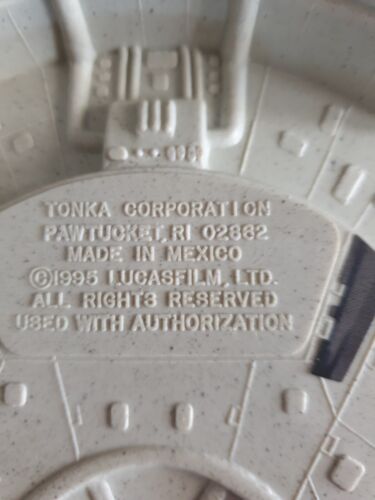 TONKA CORPORATION
PAWTUCKET, RI 02862
MADE IN MEXICO
©1995 LUCASFILM, LTD.
ALL RIGHTS RESERVED
USED WITH AUTHORIZATION